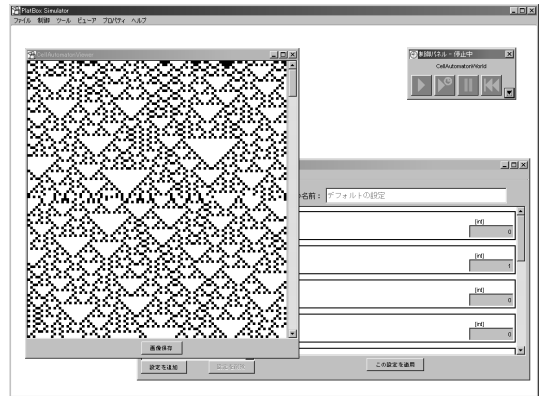 PlatBox Simulator
ファイル 制御 ツール ビューア プロパティ ヘルプ
CellAutomatonViewer
制御パネル - 停止中
CellAutomatonWorld
名前： デフォルトの設定
[int]
0
[int]
1
[int]
0
[int]
0
画像保存
設定を追加
この設定を適用